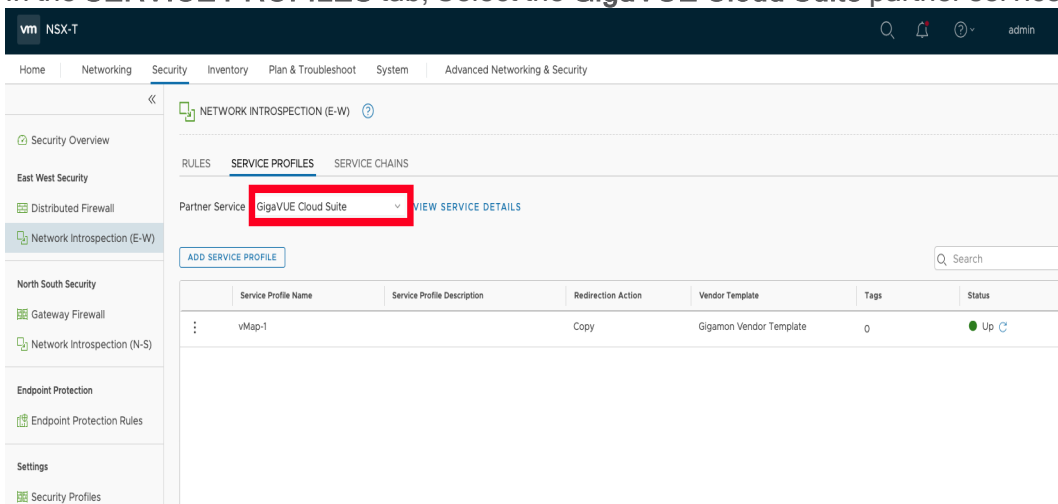 In the SERVICE PROFILES tab, Select the GigaVUE Cloud Suite partner service
vm NSX-T
admin
Home Networking Security Inventory Plan & Troubleshoot System Advanced Networking & Security
NETWORK INTROSPECTION (E-W)
Security Overview
RULES SERVICE PROFILES SERVICE CHAINS
East West Security
Distributed Firewall
Partner Service GigaVUE Cloud Suite VIEW SERVICE DETAILS
Network Introspection (E-W)
ADD SERVICE PROFILE
Search
North South Security
Service Profile Name Service Profile Description Redirection Action Vendor Template Tags Status
Gateway Firewall
vMap-1 Copy Gigamon Vendor Template 0 Up
Network Introspection (N-S)
Endpoint Protection
Endpoint Protection Rules
Settings
Security Profiles